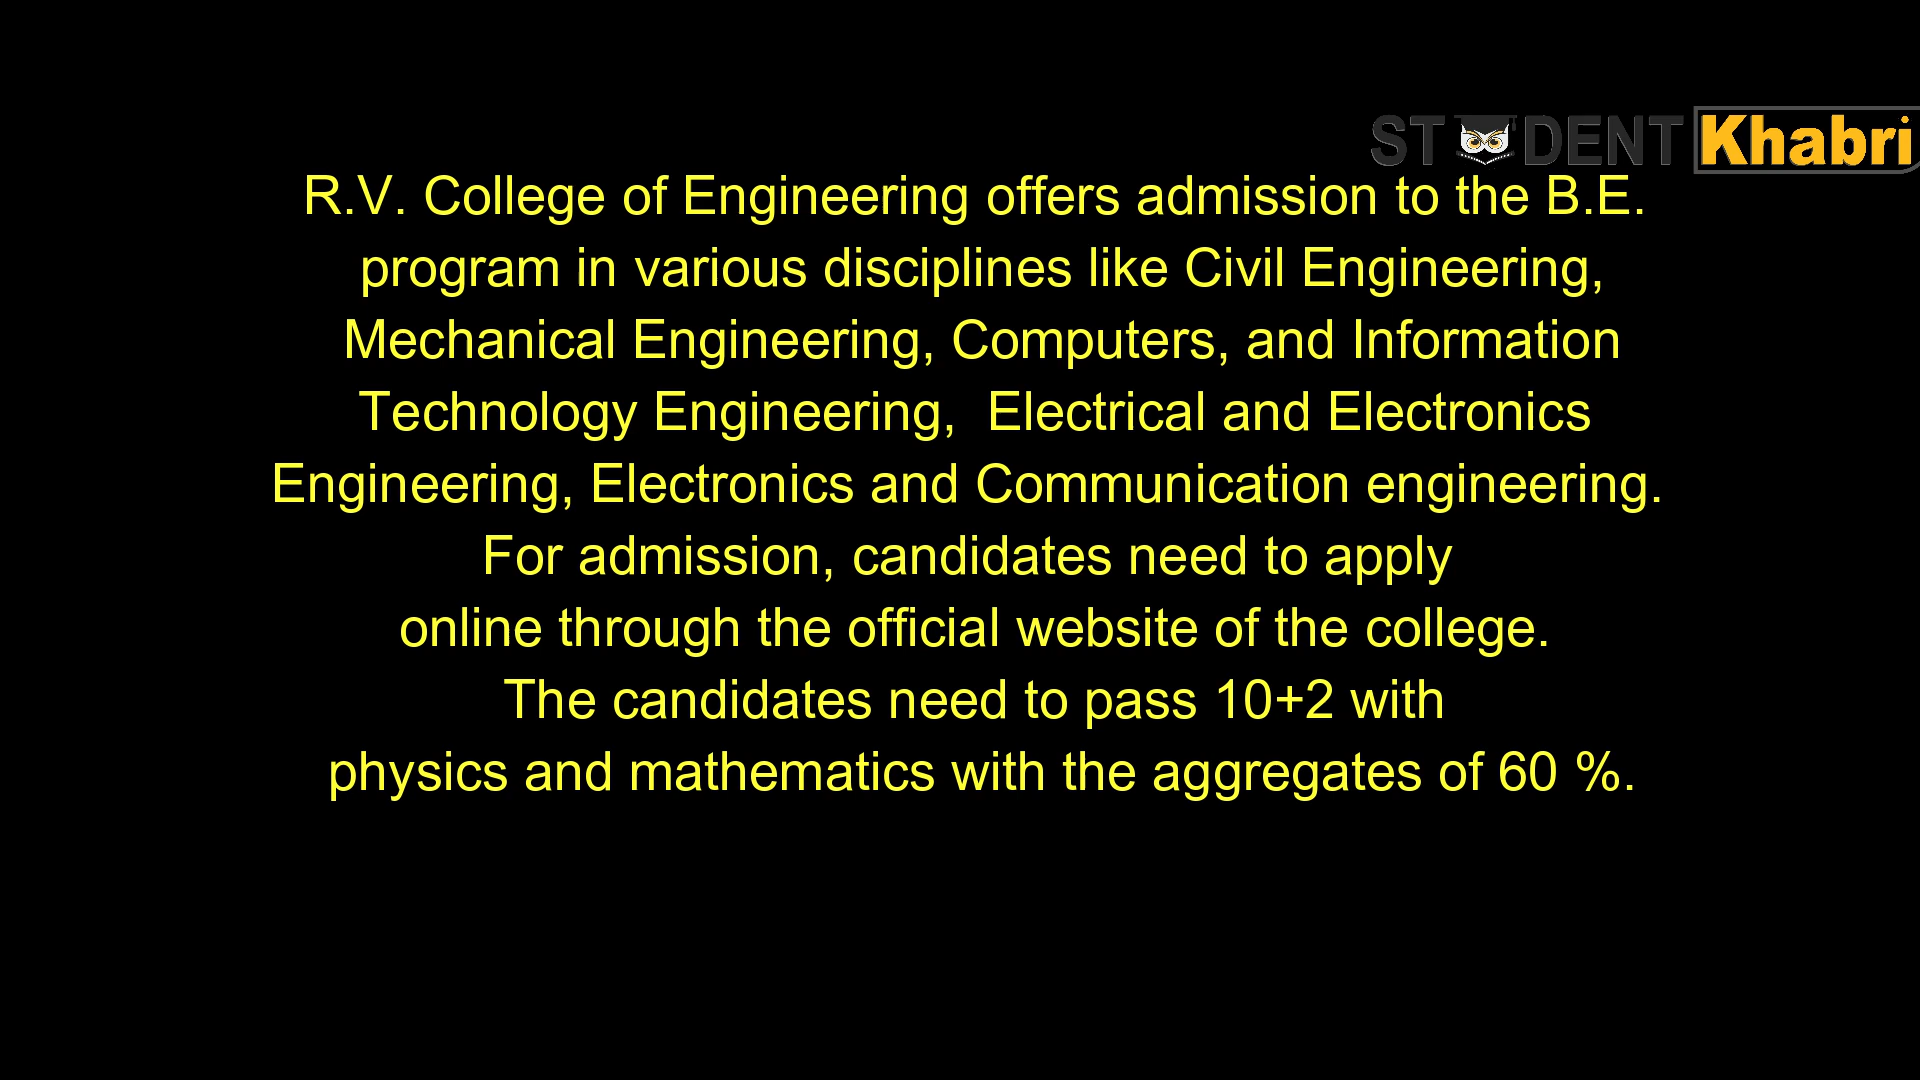 STUDENT Khabri
R.V. College of Engineering offers admission to the B.E.
program in various disciplines like Civil Engineering,
Mechanical Engineering, Computers, and Information
Technology Engineering,  Electrical and Electronics
Engineering, Electronics and Communication engineering.
For admission, candidates need to apply
online through the official website of the college.
The candidates need to pass 10+2 with
physics and mathematics with the aggregates of 60 %.